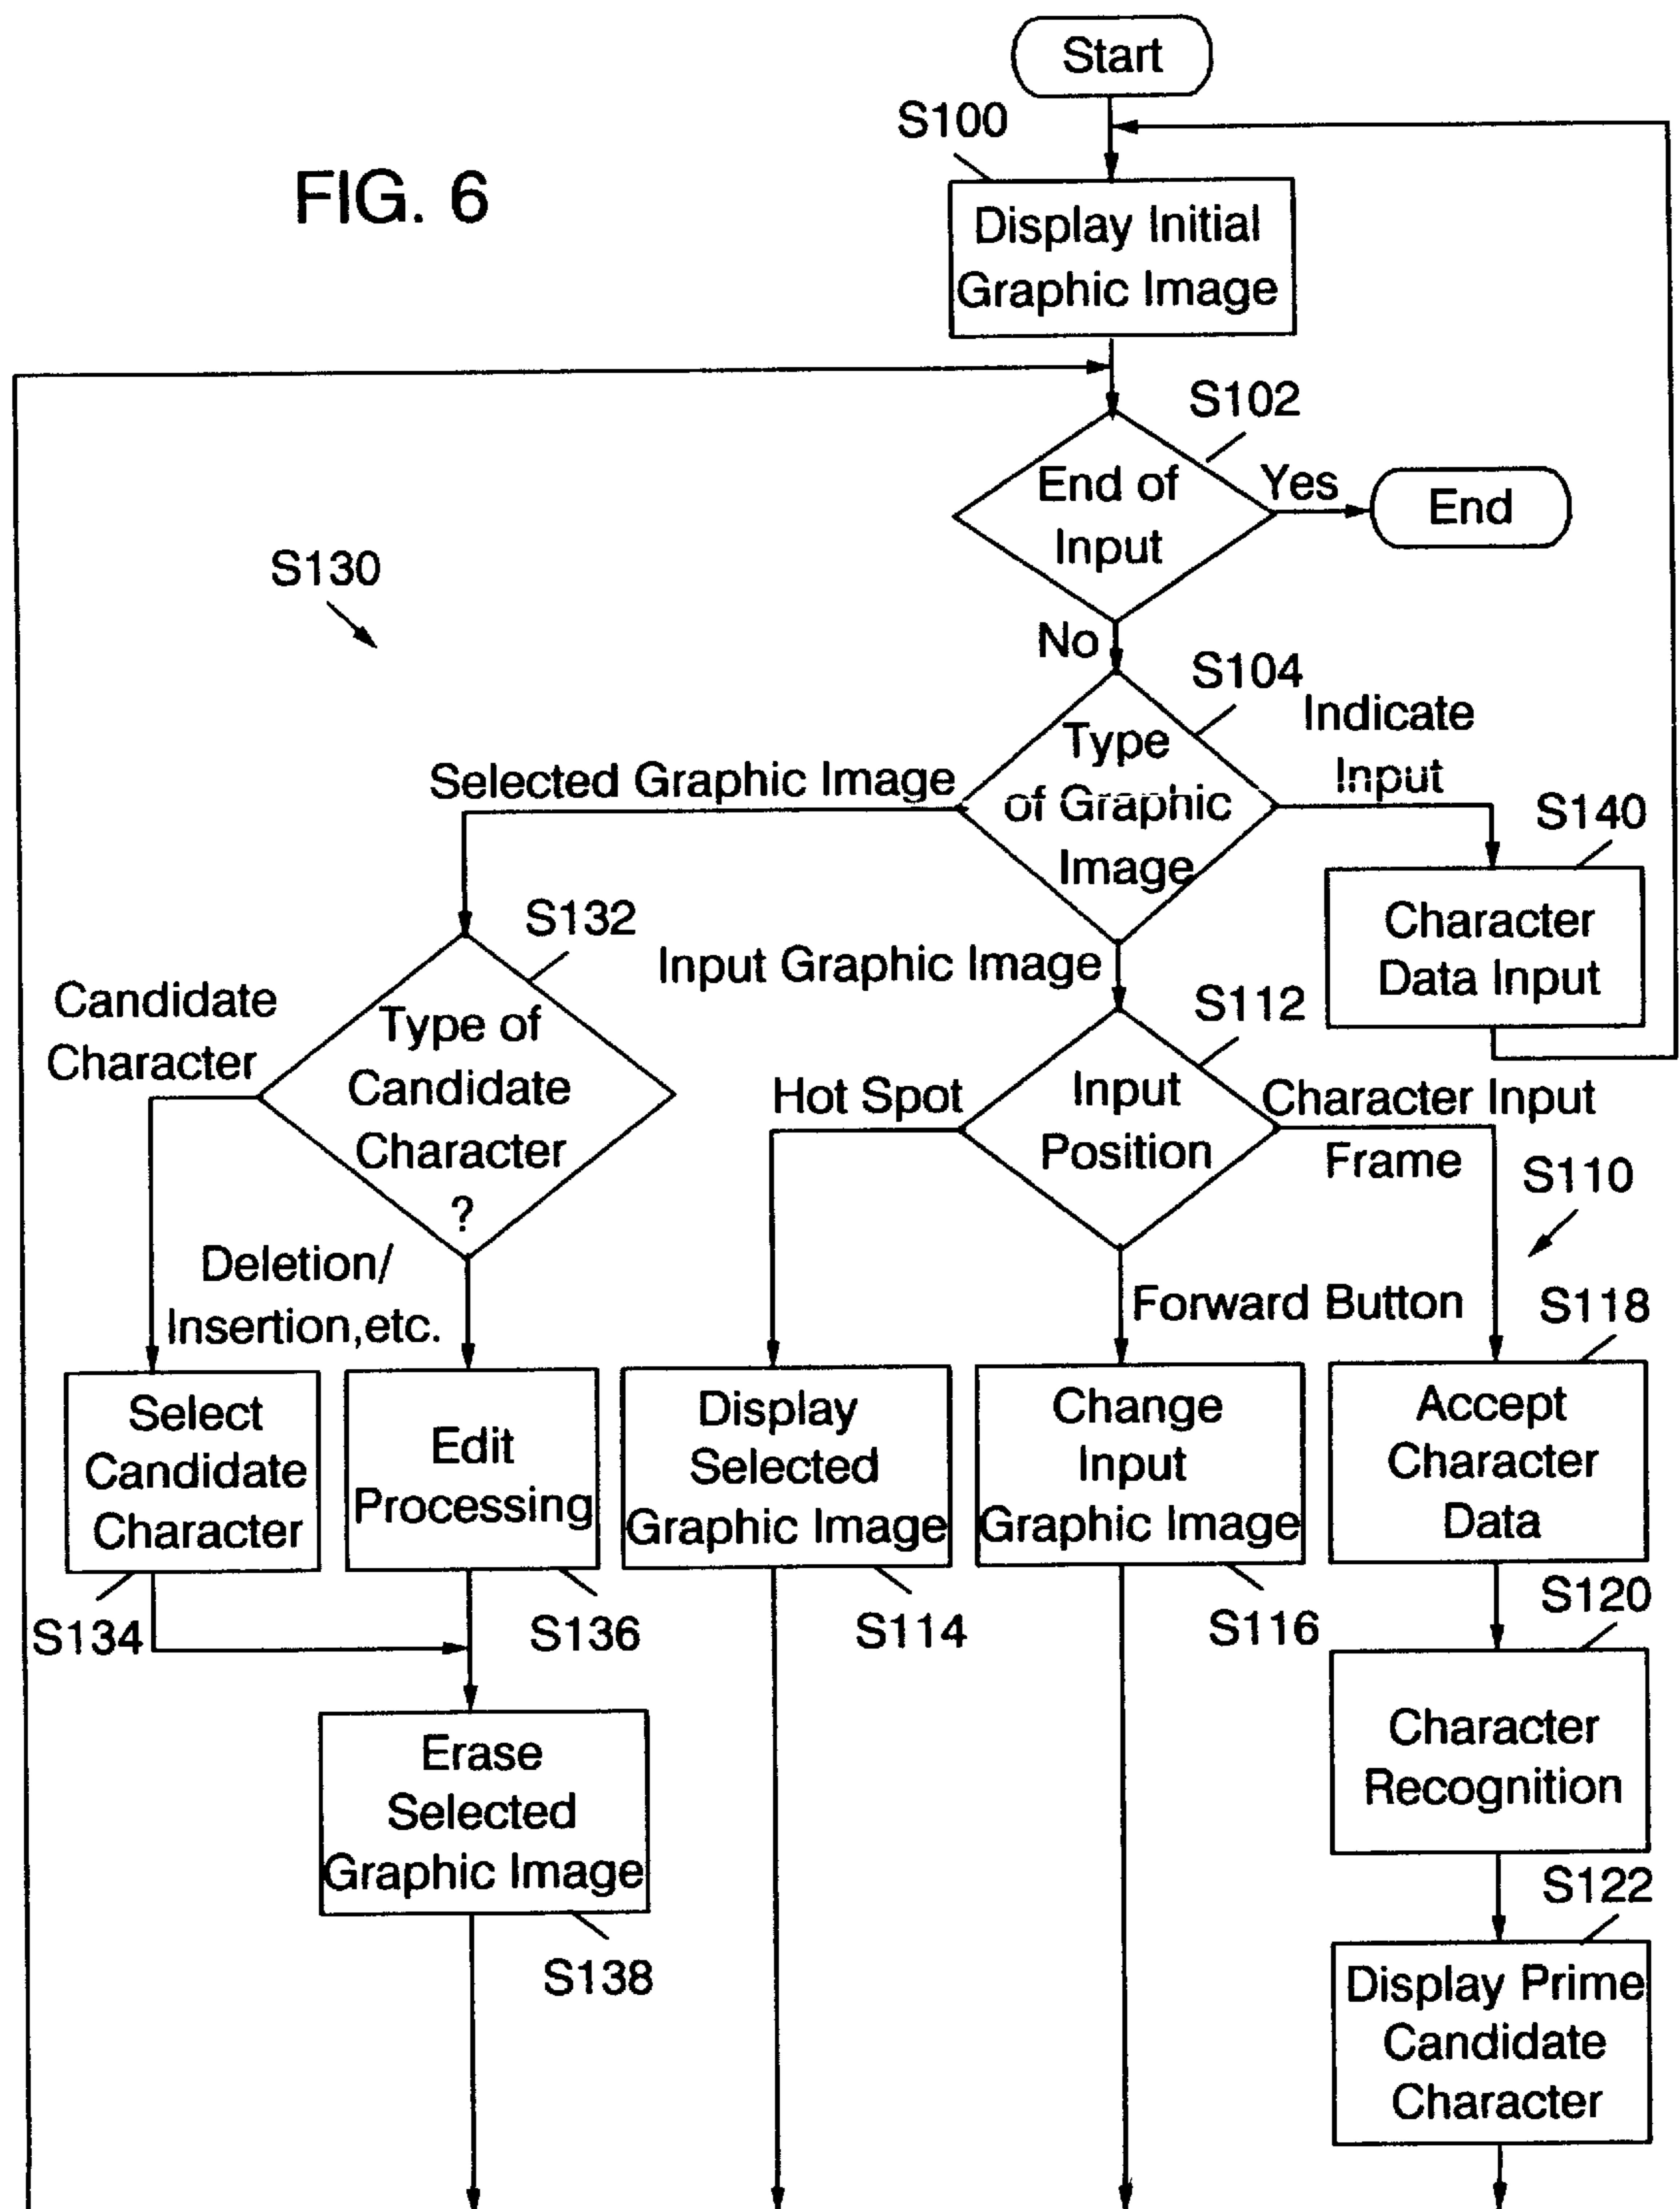 Start
S100
FIG. 6
Display Initial
Graphic Image
S102
End of
Input
Yes
End
S130
No
S104
Type
of Graphic
Image
Indicate
Input
Selected Graphic Image
S140
Character
Data Input
S132
Input Graphic Image
Candidate
Character
Type of
Candidate
Character
?
S112
Hot Spot
Input
Position
Character Input
Frame
S110
Deletion/
Insertion,etc.
Forward Button
S118
Select
Candidate
Character
Edit
Processing
Display
Selected
Graphic Image
Change
Input
Graphic Image
Accept
Character
Data
S134
S136
S114
S116
S120
Erase
Selected
Graphic Image
Character
Recognition
S138
S122
Display Prime
Candidate
Character